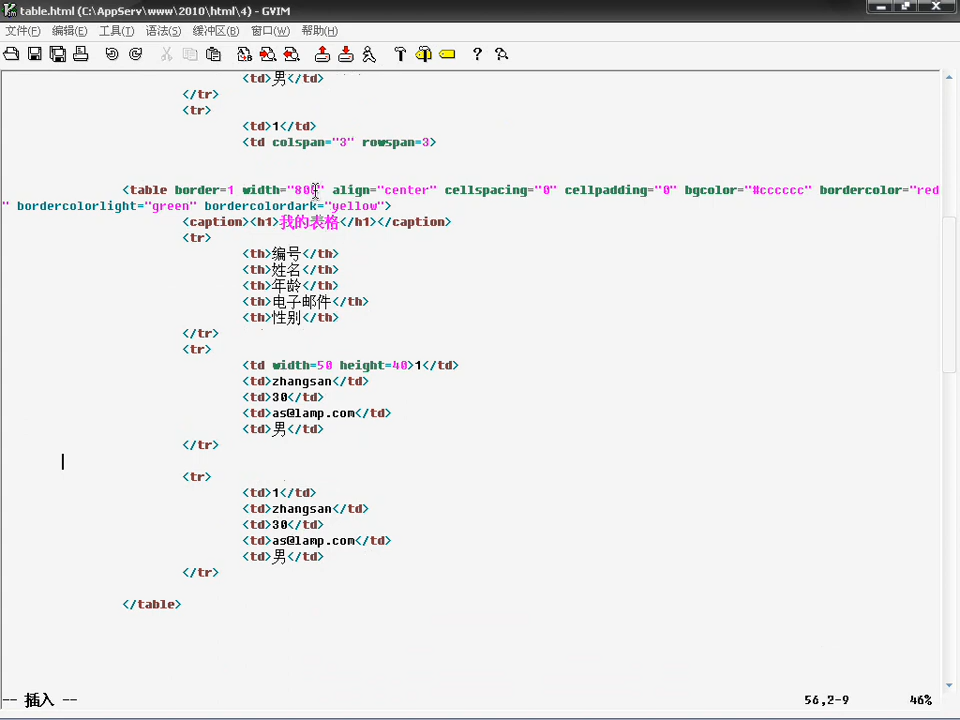 table.html (C:\AppServ\www\2010\html\4) - GVIM
文件(F) 编辑(E) 工具(T) 语法(S) 缓冲区(B) 窗口(W) 帮助(H)
<td>男</td>
</tr>
<tr>
<td>1</td>
<td colspan="3" rowspan=3>
<table border=1 width="800" align="center" cellspacing="0" cellpadding="0" bgcolor="#cccccc" bordercolor="red
" bordercolorlight="green" bordercolordark="yellow">
<caption><h1>我的表格</h1></caption>
<tr>
<th>编号</th>
<th>姓名</th>
<th>年龄</th>
<th>电子邮件</th>
<th>性别</th>
</tr>
<tr>
<td width=50 height=40>1</td>
<td>zhangsan</td>
<td>30</td>
<td>as@lamp.com</td>
<td>男</td>
</tr>
<tr>
<td>1</td>
<td>zhangsan</td>
<td>30</td>
<td>as@lamp.com</td>
<td>男</td>
</tr>
</table>
-- 插入 -- 56,2-9 46%